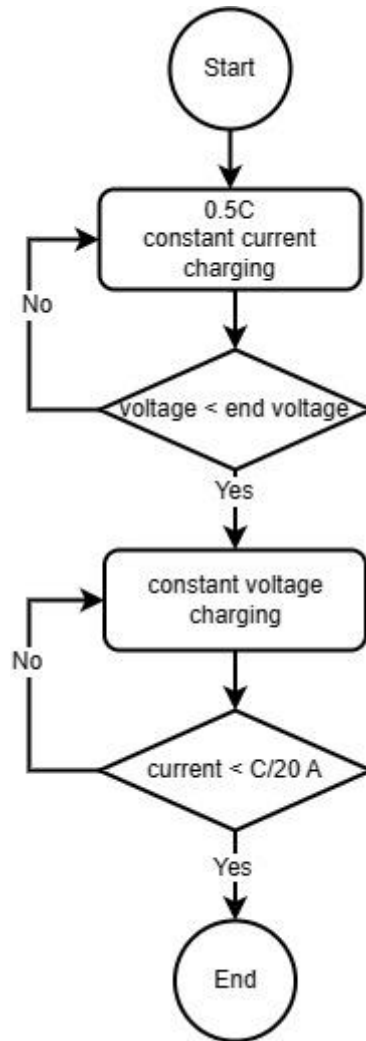 Start
0.5C
constant current
charging
No
voltage < end voltage
Yes
constant voltage
charging
No
current < C/20 A
Yes
End